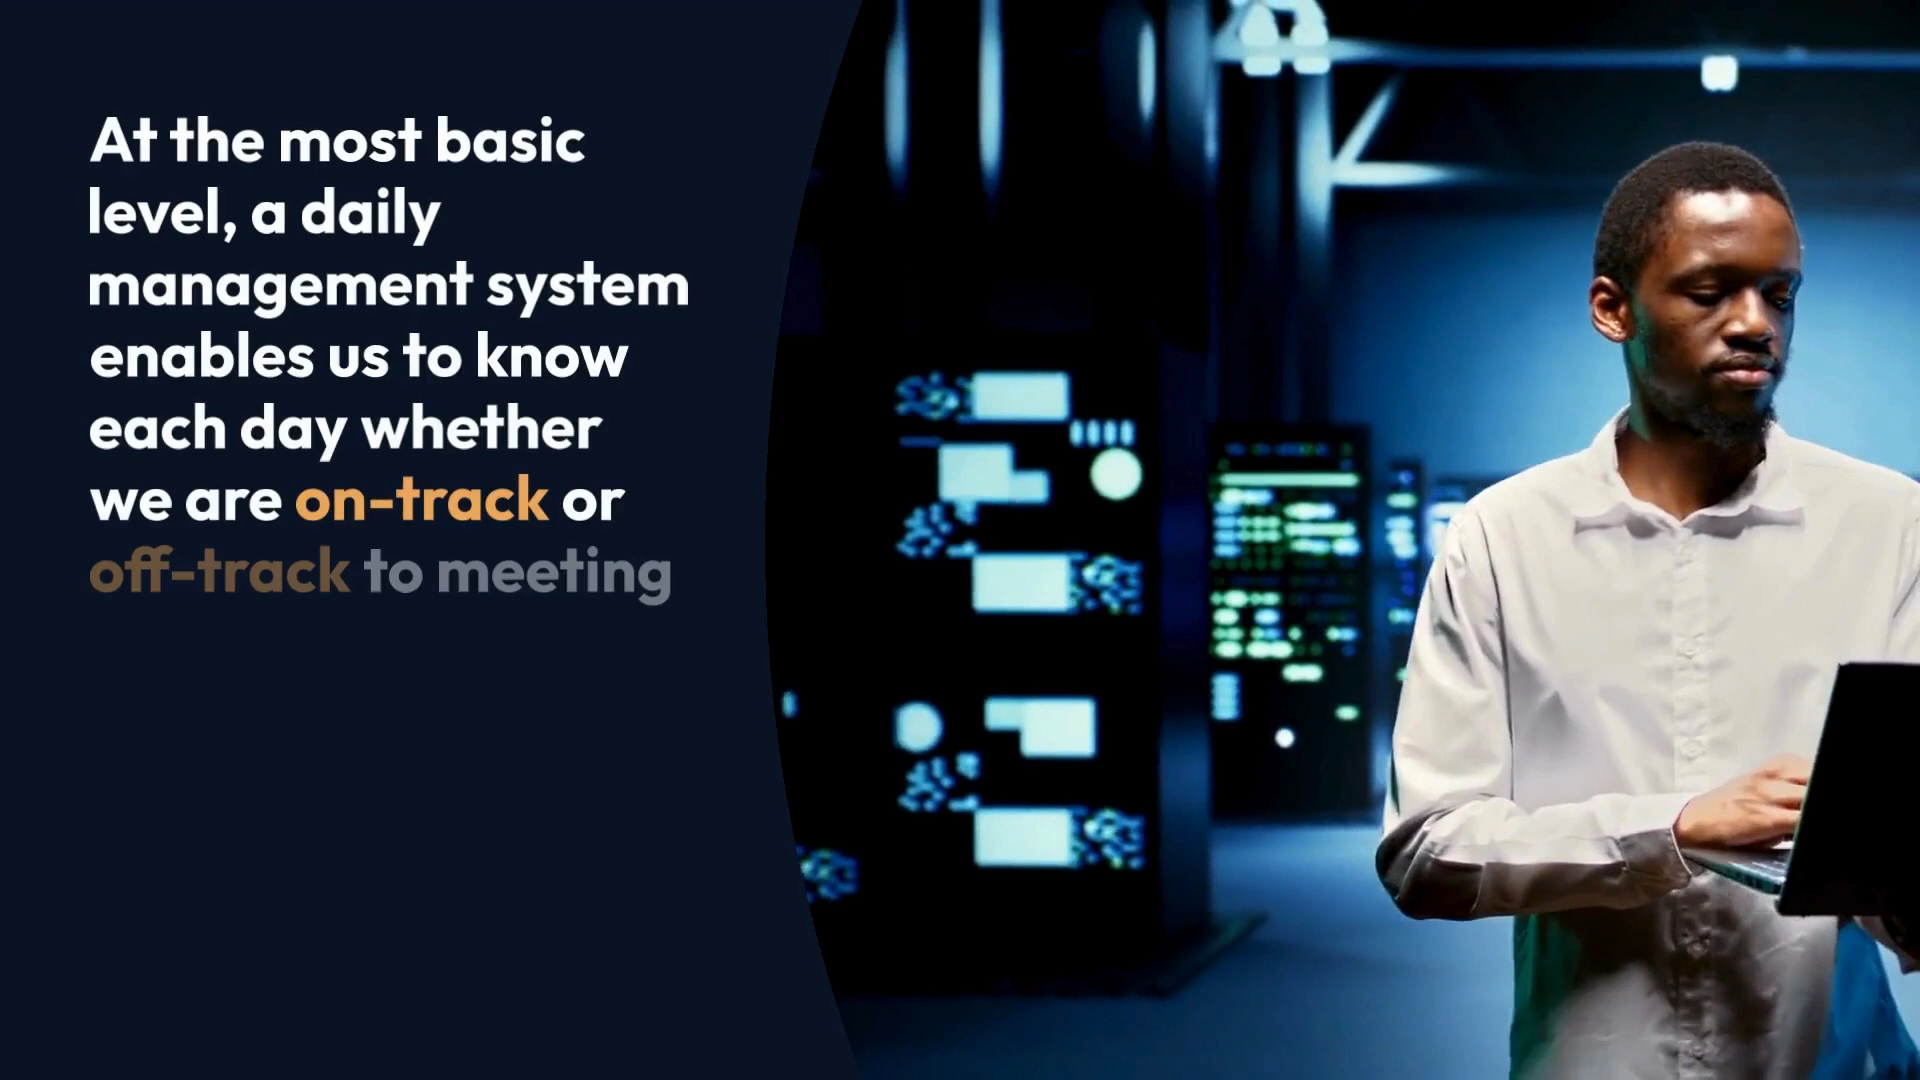 At the most basic
level, a daily
management system
enables us to know
each day whether
we are on-track or
off-track to meeting